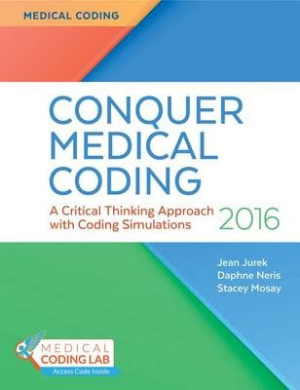 MEDICAL CODING
CONQUER
MEDICAL
CODING
A Critical Thinking Approach
with Coding Simulations
2016
Jean Jurek
Daphne Neris
Stacey Mosay
MEDICAL
CODING LAB
Access Code Inside